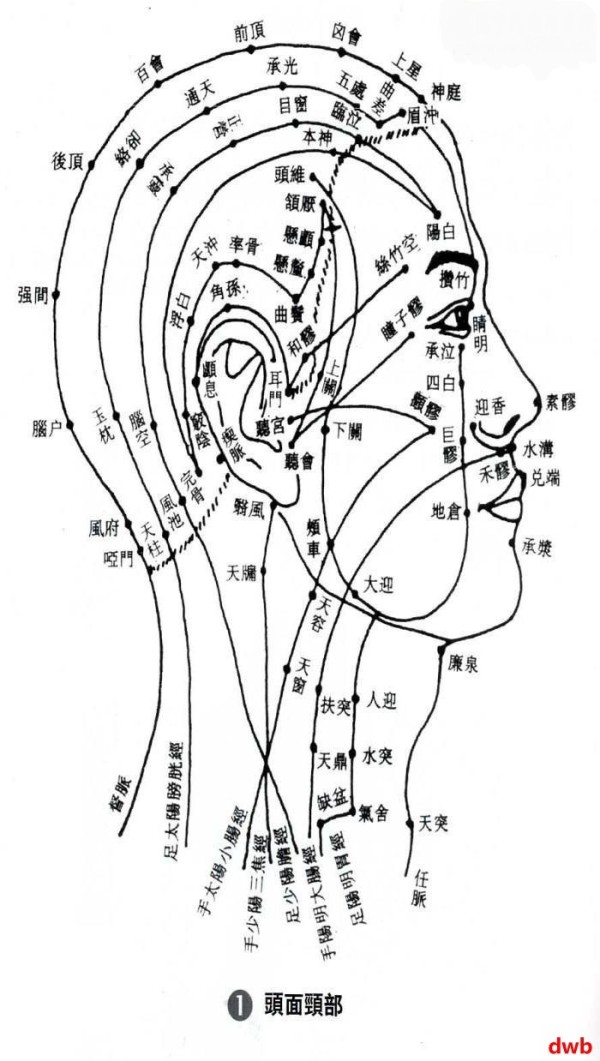 前頂
囟會
上星
神庭
百會
承光
五處
曲差
眉沖
通天
目窗
臨泣
正營
本神
後頂
絡卻
承靈
頭維
頷厭
陽白
懸顱
懸釐
絲竹空
攢竹
天沖
率骨
强間
浮白
角孫
曲鬢
和髎
瞳子髎
睛明
承泣
顱息
耳門
上關
四白
素髎
迎香
腦户
玉枕
腦空
竅陰
瘈脈
聽宮
聽會
下關
顴髎
巨髎
水溝
禾髎
兑端
完骨
風池
翳風
地倉
風府
天柱
啞門
頰車
承漿
天牖
大迎
天容
廉泉
天窗
扶突
人迎
天鼎
水突
缺盆
氣舍
天突
督脈
足太陽膀胱經
手太陽小腸經
手少陽三焦經
足少陽膽經
手陽明大腸經
足陽明胃經
任脈
1 頭面頸部
dwb